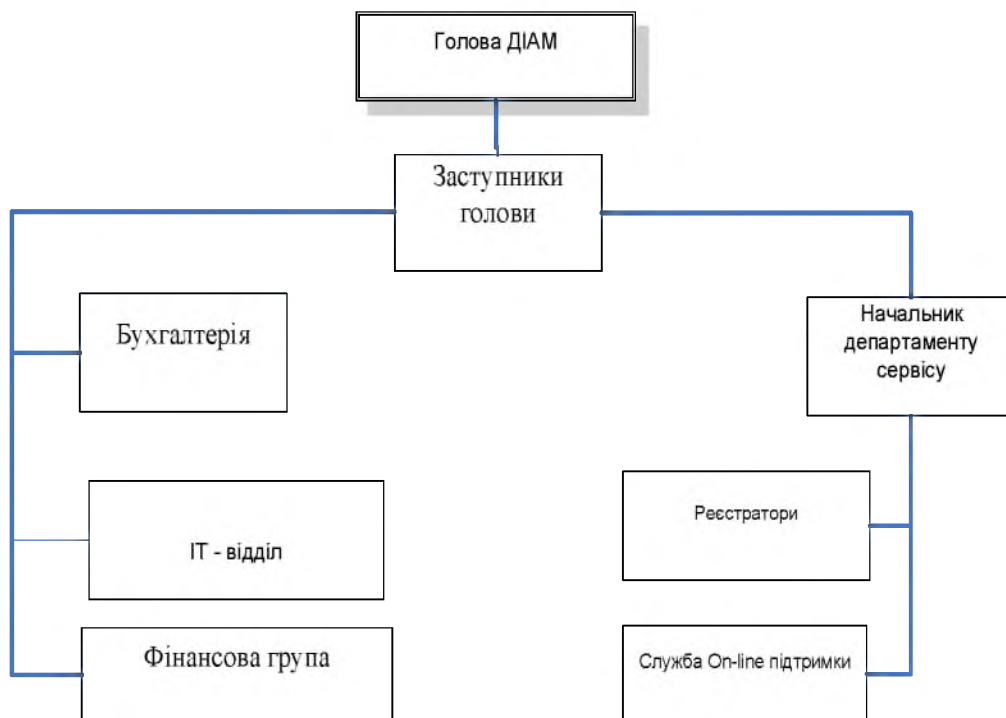 Голова ДІАМ
Заступники
голови
Бухгалтерія
Начальник
департаменту
сервісу
ІТ - відділ
Реєстратори
Фінансова група
Служба On-line підтримки